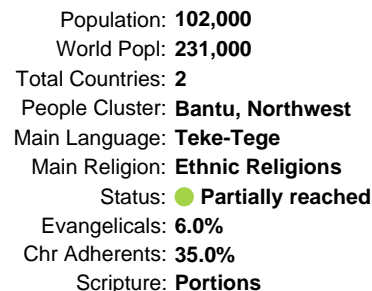 Population: 102,000
World Popl: 231,000
Total Countries: 2
People Cluster: Bantu, Northwest
Main Language: Teke-Tege
Main Religion: Ethnic Religions
Status: Partially reached
Evangelicals: 6.0%
Chr Adherents: 35.0%
Scripture: Portions